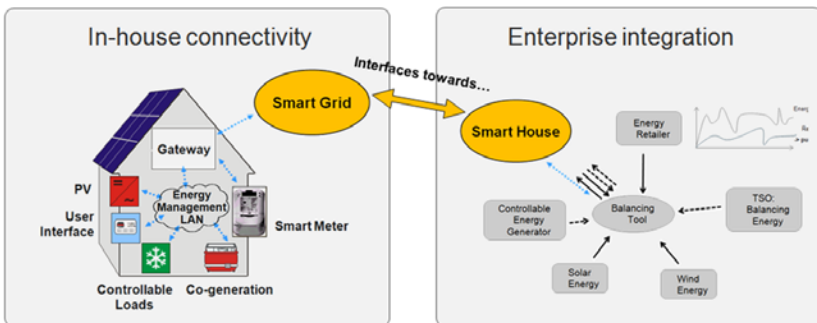 In-house connectivity
Smart Grid
Gateway
PV
User
Interface
Energy
Management
LAN
Smart Meter
Controllable
Loads
Co-generation
Interfaces towards...
Enterprise integration
Smart House
Energy
Retailer
Controllable
Energy
Generator
Balancing
Tool
TSO:
Balancing
Energy
Solar
Energy
Wind
Energy